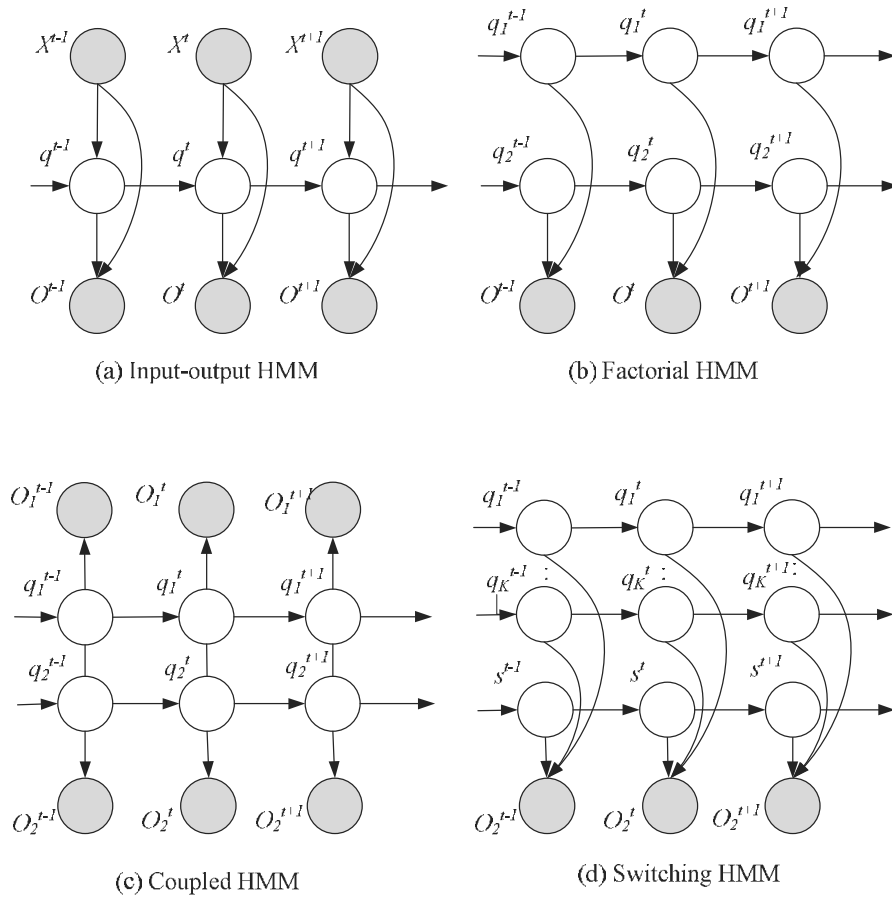 X^{t-1} X^t X^{t+1}
q^{t-1} q^t q^{t+1}
O^{t-1} O^t O^{t+1}
(a) Input-output HMM
q_1^{t-1} q_1^t q_1^{t+1}
q_2^{t-1} q_2^t q_2^{t+1}
O^{t-1} O^t O^{t+1}
(b) Factorial HMM
O_1^{t-1} O_1^t O_1^{t+1}
q_1^{t-1} q_1^t q_1^{t+1}
q_2^{t-1} q_2^t q_2^{t+1}
O_2^{t-1} O_2^t O_2^{t+1}
(c) Coupled HMM
q_1^{t-1} q_1^t q_1^{t+1}
q_K^{t-1} q_K^t q_K^{t+1}
s^{t-1} s^t s^{t+1}
O_2^{t-1} O_2^t O_2^{t+1}
(d) Switching HMM